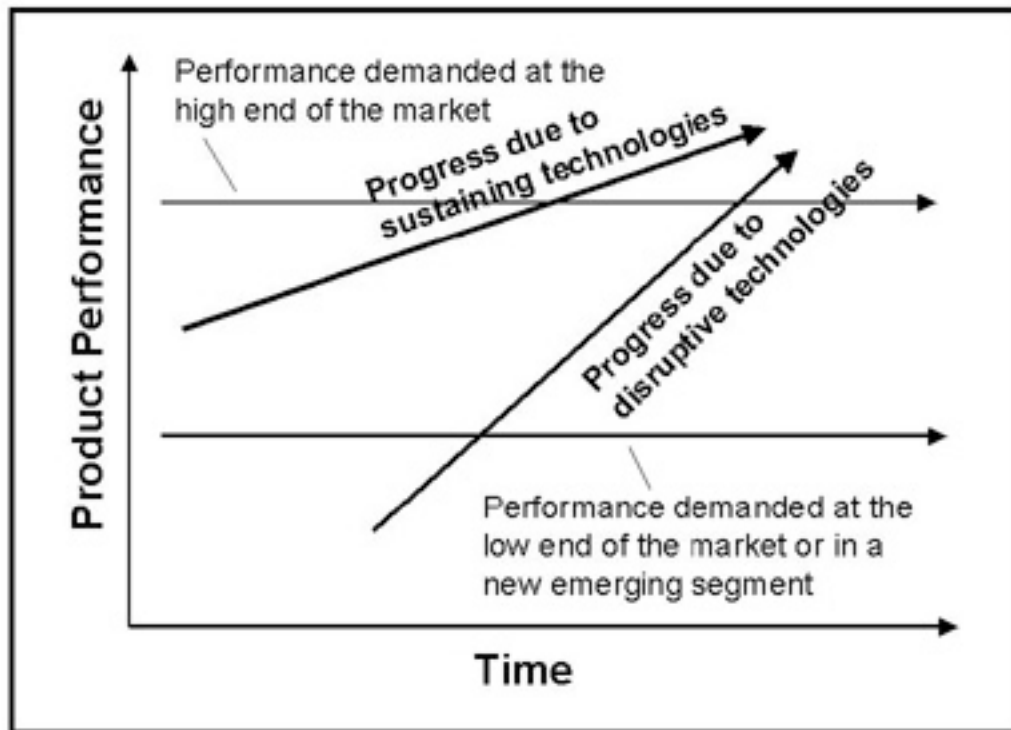 Performance demanded at the
high end of the market
Progress due to
sustaining technologies
Progress due to
disruptive technologies
Performance demanded at the
low end of the market or in a
new emerging segment
Product Performance
Time